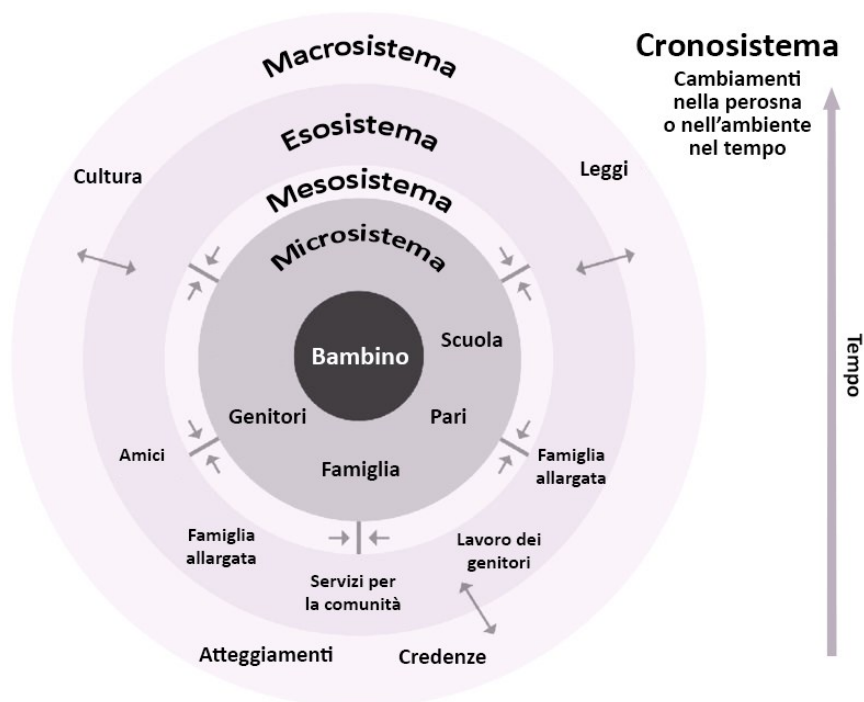 Macrosistema
Cronosistema
Cambiamenti
nella perosna
o nell'ambiente
nel tempo
Esosistema
Cultura
Leggi
Mesosistema
Microsistema
Bambino
Scuola
Genitori
Pari
Famiglia
Amici
Famiglia
allargata
Famiglia
allargata
Lavoro dei
genitori
Servizi per
la comunità
Atteggiamenti
Credenze
Tempo